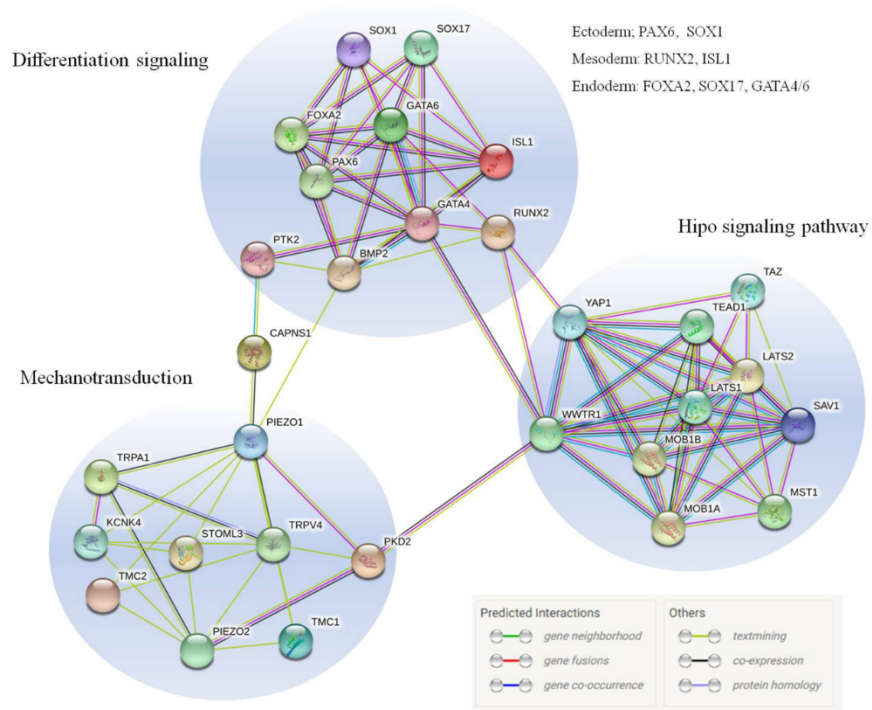 Differentiation signaling
Ectoderm; PAX6, SOX1
Mesoderm: RUNX2, ISL1
Endoderm: FOXA2, SOX17, GATA4/6
SOX1
SOX17
FOXA2
GATA6
ISL1
PAX6
GATA4
RUNX2
PTK2
BMP2
Hipo signaling pathway
TAZ
YAP1
TEAD1
LATS2
LATS1
SAV1
WWTR1
MOB1B
MST1
MOB1A
CAPNS1
Mechanotransduction
PIEZO1
TRPA1
KCNK4
STOML3
TRPV4
PKD2
TMC2
TMC1
PIEZO2
Predicted Interactions
gene neighborhood
gene fusions
gene co-occurrence
Others
textmining
co-expression
protein homology